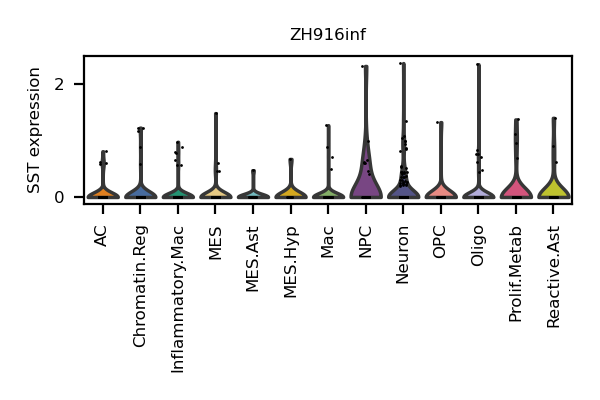 ZH916inf
SST expression
2
0
AC
Chromatin.Reg
Inflammatory.Mac
MES
MES.Ast
MES.Hyp
Mac
NPC
Neuron
OPC
Oligo
Prolif.Metab
Reactive.Ast